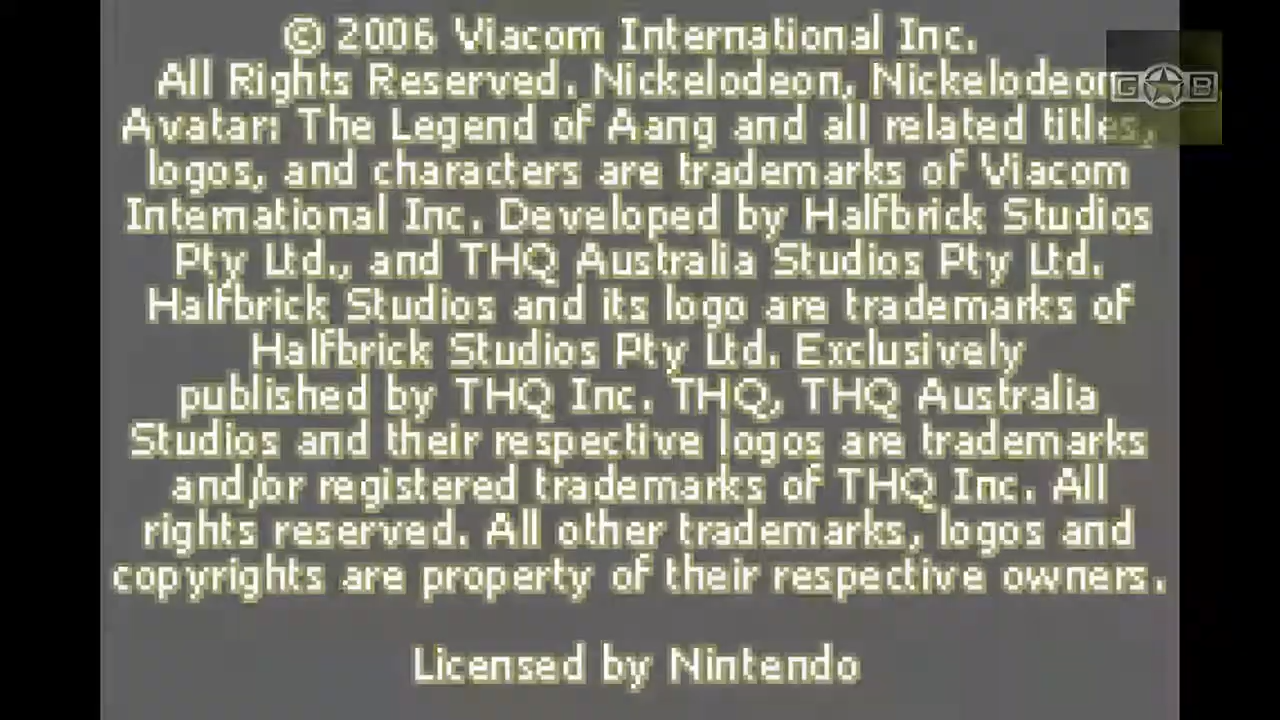 © 2006 Viacom International Inc.
All Rights Reserved. Nickelodeon, Nickelodeon
Avatar: The Legend of Aang and all related titles,
logos, and characters are trademarks of Viacom
International Inc. Developed by Halfbrick Studios
Pty Ltd., and THQ Australia Studios Pty Ltd.
Halfbrick Studios and its logo are trademarks of
Halfbrick Studios Pty Ltd. Exclusively
published by THQ Inc. THQ, THQ Australia
Studios and their respective logos are trademarks
and/or registered trademarks of THQ Inc. All
rights reserved. All other trademarks, logos and
copyrights are property of their respective owners.
Licensed by Nintendo
G B